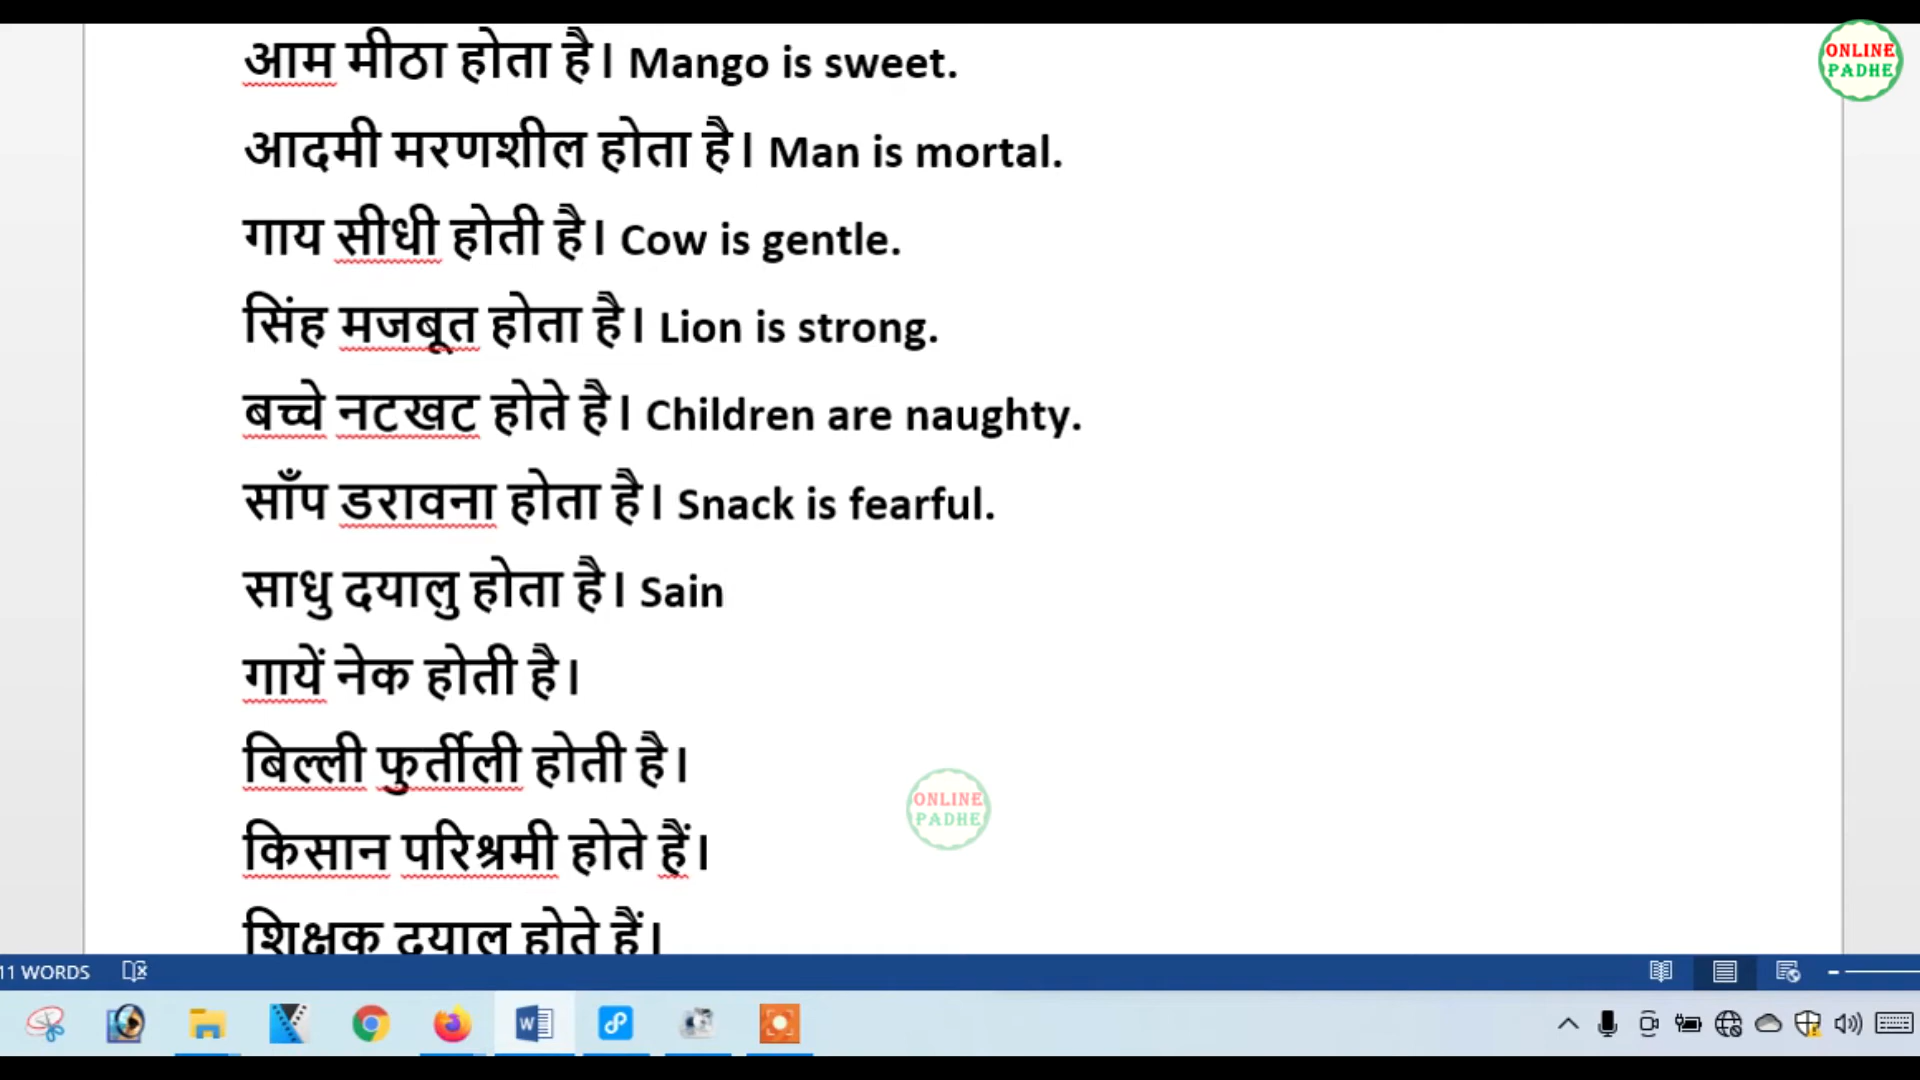 आम मीठा होता है। Mango is sweet.
ONLINE
PADHE
आदमी मरणशील होता है। Man is mortal.
गाय सीधी होती है। Cow is gentle.
सिंह मजबूत होता है। Lion is strong.
बच्चे नटखट होते है। Children are naughty.
साँप डरावना होता है। Snack is fearful.
साधु दयालु होता है। Sain
गायें नेक होती है।
बिल्ली फुर्तीली होती है।
ONLINE
PADHE
किसान परिश्रमी होते हैं।
शिक्षक दयालु होते हैं।
11 WORDS